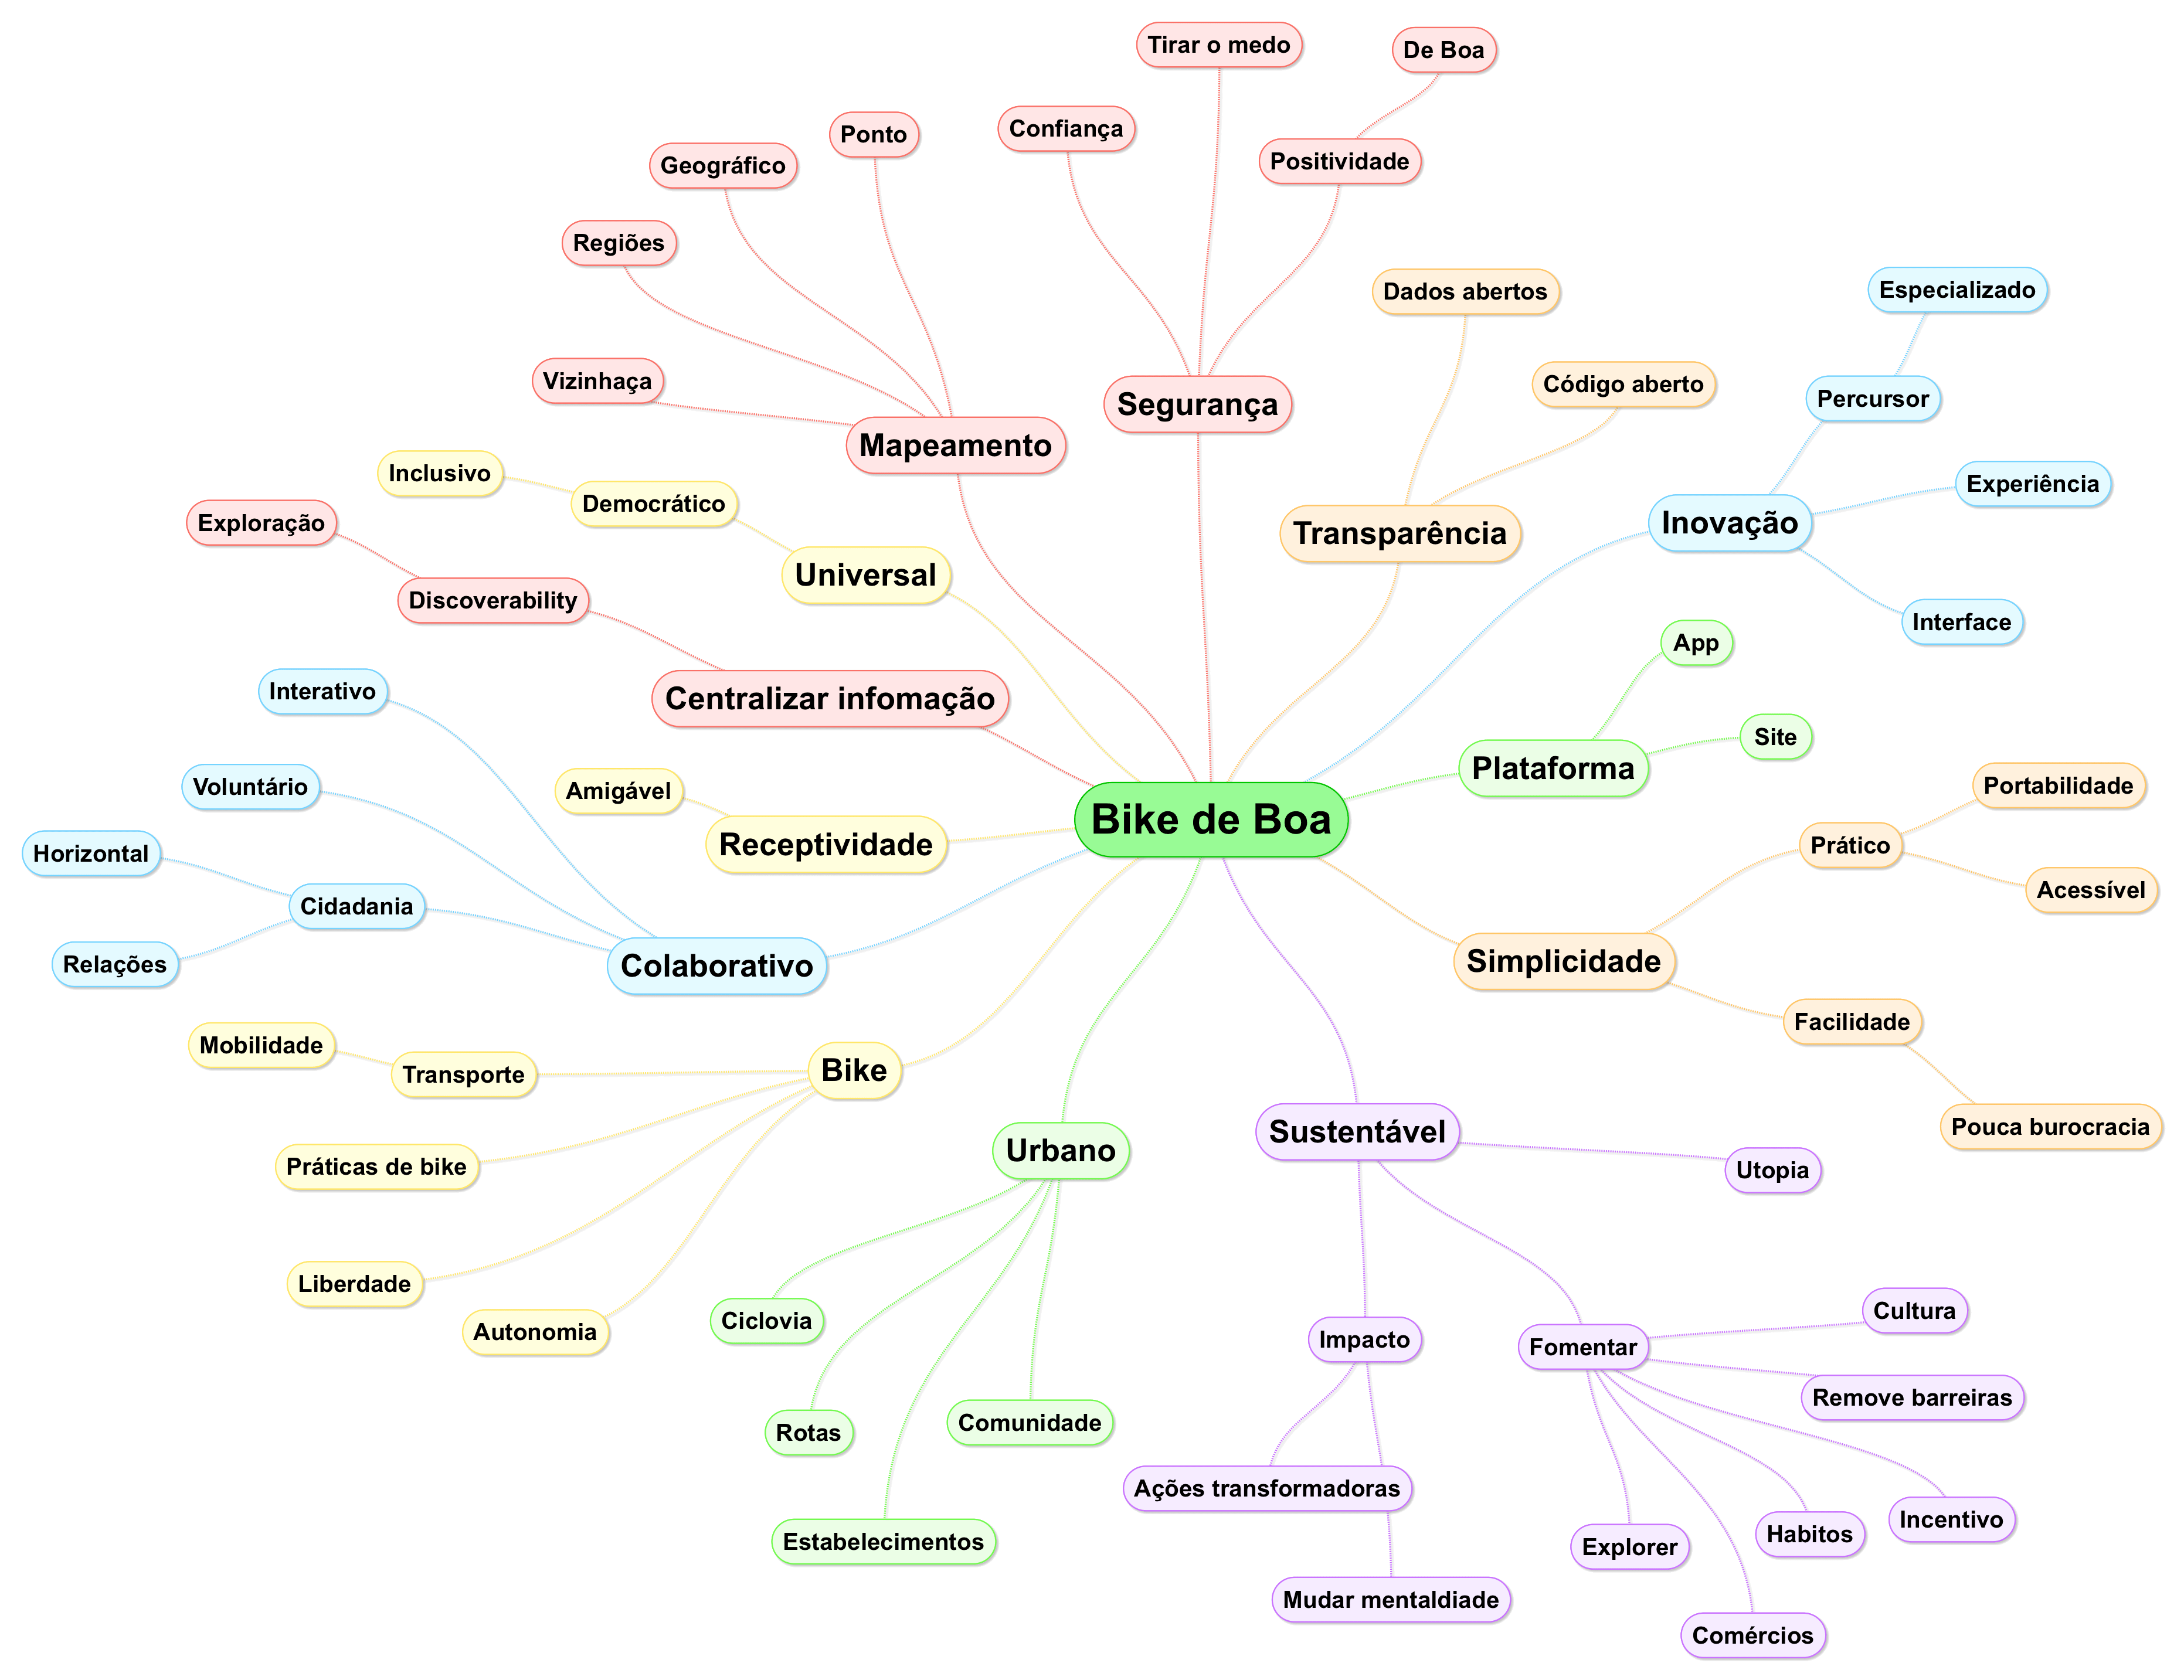 Tirar o medo
De Boa
Confiança
Ponto
Positividade
Geográfico
Regiões
Dados abertos
Especializado
Vizinhaça
Código aberto
Percursor
Segurança
Mapeamento
Inclusivo
Experiência
Democrático
Exploração
Inovação
Transparência
Universal
Discoverability
Interface
App
Interativo
Centralizar infomação
Site
Plataforma
Voluntário
Amigável
Portabilidade
Bike de Boa
Receptividade
Prático
Horizontal
Acessível
Cidadania
Relações
Colaborativo
Simplicidade
Facilidade
Mobilidade
Transporte
Bike
Pouca burocracia
Sustentável
Urbano
Práticas de bike
Utopia
Liberdade
Cultura
Ciclovia
Autonomia
Impacto
Fomentar
Remove barreiras
Comunidade
Rotas
Ações transformadoras
Incentivo
Habitos
Estabelecimentos
Explorer
Mudar mentaldiade
Comércios